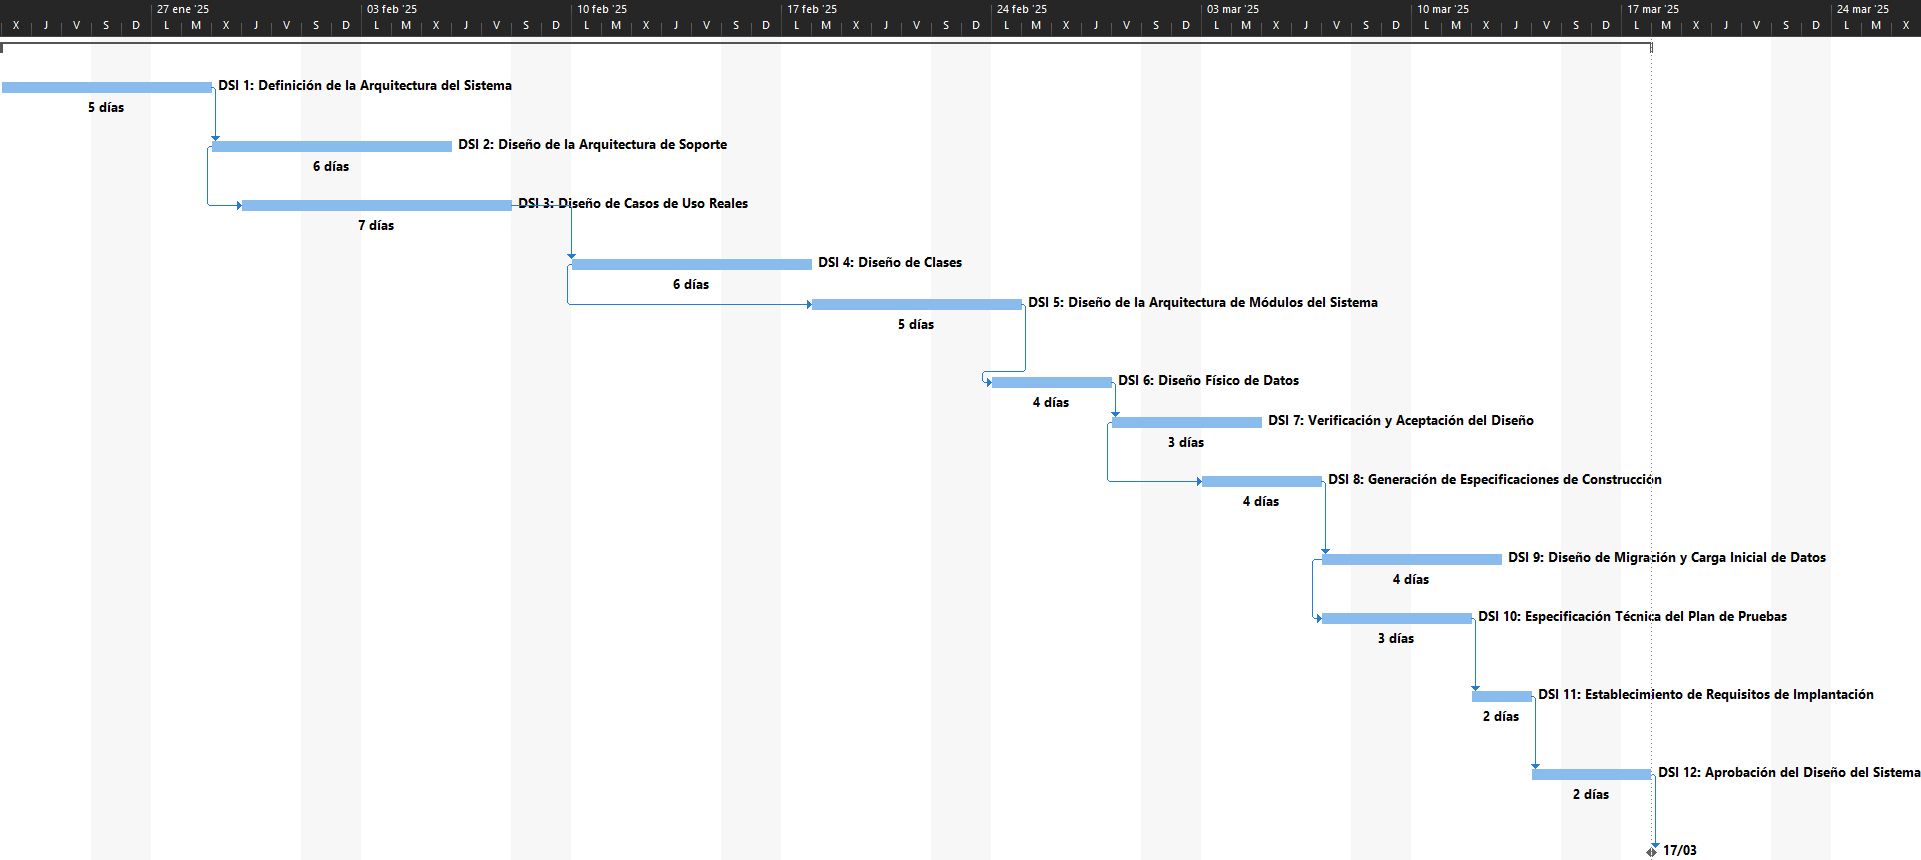 27 ene '25 03 feb '25 10 feb '25 17 feb '25 24 feb '25 03 mar '25 10 mar '25 17 mar '25 24 mar '25
X J V S D L M X J V S D L M X J V S D L M X J V S D L M X J V S D L M X J V S D L M X J V S D L M X J V S D L M X J V S D L M X
DSI 1: Definición de la Arquitectura del Sistema
5 días
DSI 2: Diseño de la Arquitectura de Soporte
6 días
DSI 3: Diseño de Casos de Uso Reales
7 días
DSI 4: Diseño de Clases
6 días
DSI 5: Diseño de la Arquitectura de Módulos del Sistema
5 días
DSI 6: Diseño Físico de Datos
4 días
DSI 7: Verificación y Aceptación del Diseño
3 días
DSI 8: Generación de Especificaciones de Construcción
4 días
DSI 9: Diseño de Migración y Carga Inicial de Datos
4 días
DSI 10: Especificación Técnica del Plan de Pruebas
3 días
DSI 11: Establecimiento de Requisitos de Implantación
2 días
DSI 12: Aprobación del Diseño del Sistema
2 días
17/03